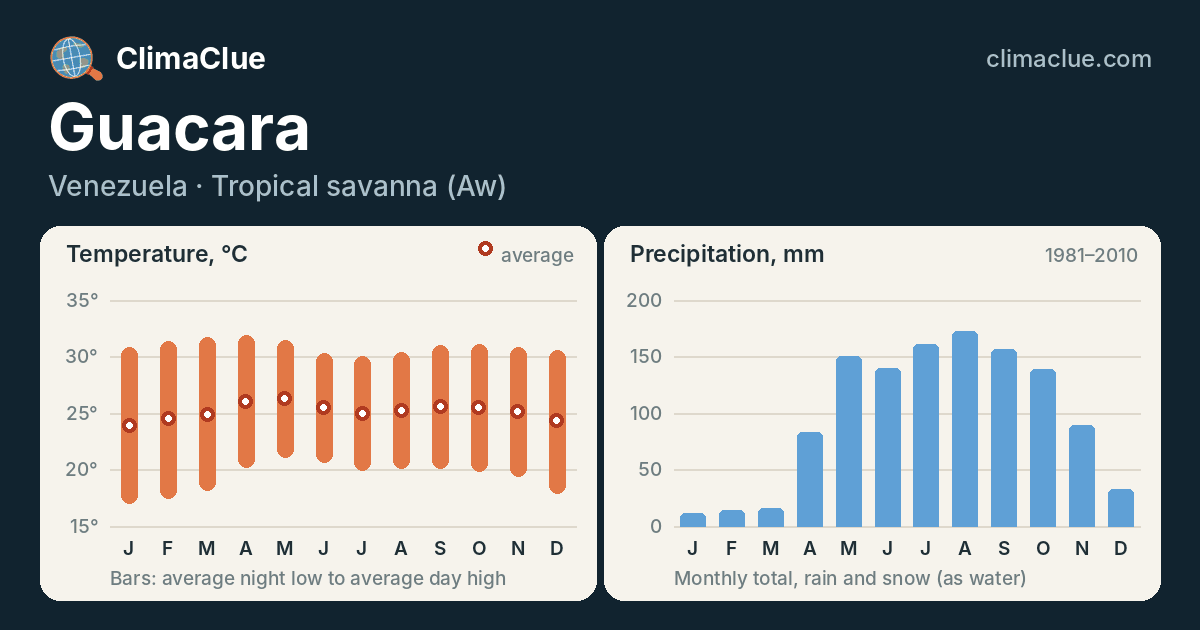 ClimaClue
climaclue.com
Guacara
Venezuela · Tropical savanna (Aw)
Temperature, °C
average
35°
30°
25°
20°
15°
J F M A M J J A S O N D
Bars: average night low to average day high
Precipitation, mm
1981–2010
200
150
100
50
0
J F M A M J J A S O N D
Monthly total, rain and snow (as water)